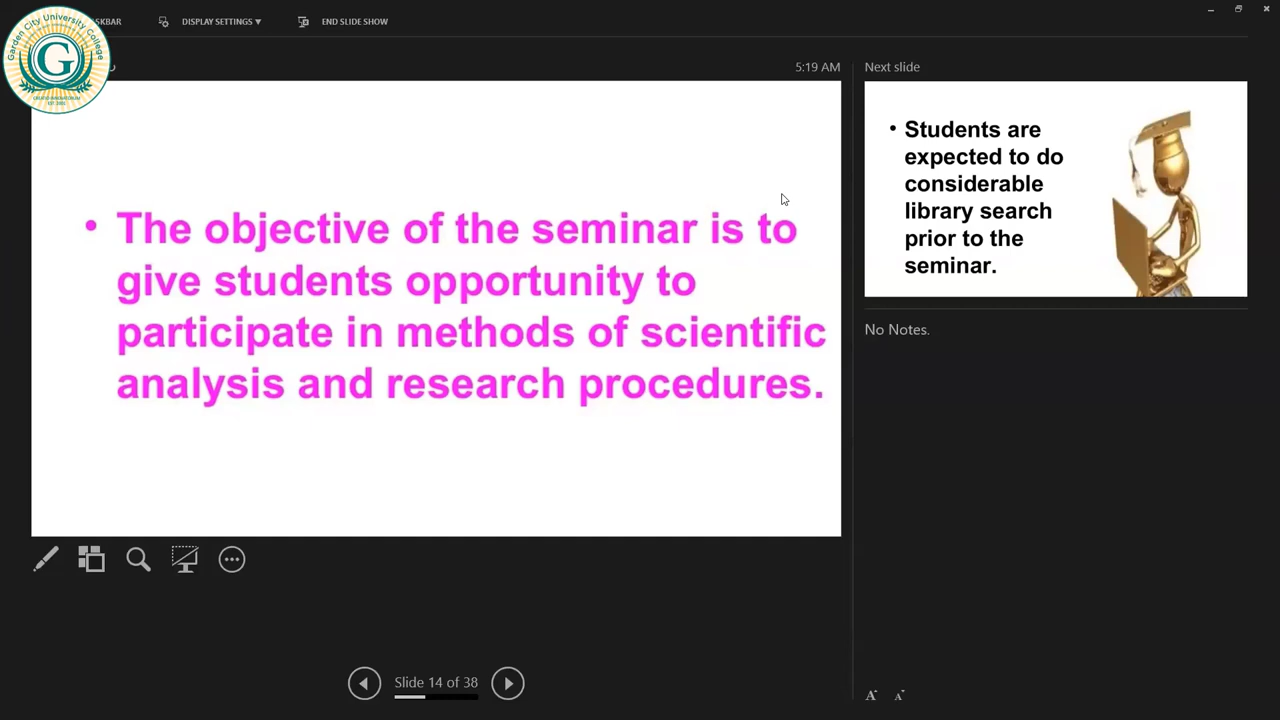 SKBAR
DISPLAY SETTINGS ▼
END SLIDE SHOW
Garden City University College
G
5:19 AM
Next slide
• The objective of the seminar is to
give students opportunity to
participate in methods of scientific
analysis and research procedures.
• Students are
expected to do
considerable
library search
prior to the
seminar.
No Notes.
Slide 14 of 38
A
A